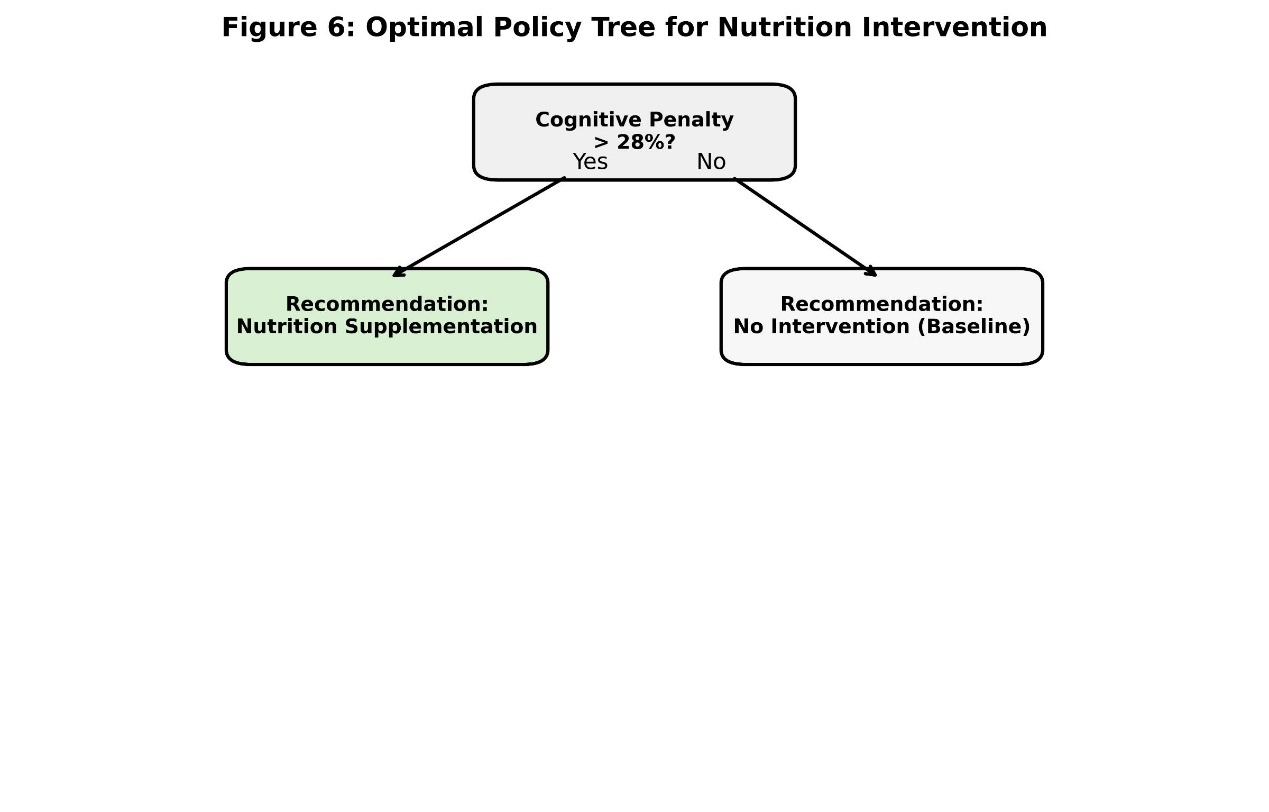 Figure 6: Optimal Policy Tree for Nutrition Intervention
Cognitive Penalty
> 28%?
Yes
No
Recommendation:
Nutrition Supplementation
Recommendation:
No Intervention (Baseline)